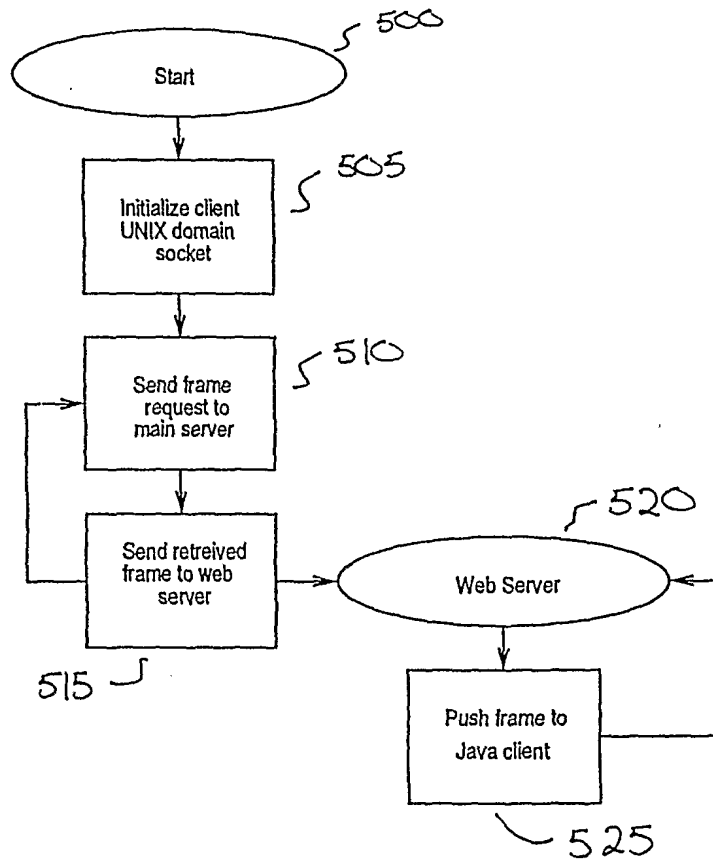 500
Start
505
Initialize client
UNIX domain
socket
510
Send frame
request to
main server
520
Send retreived
frame to web
server
Web Server
515
Push frame to
Java client
525